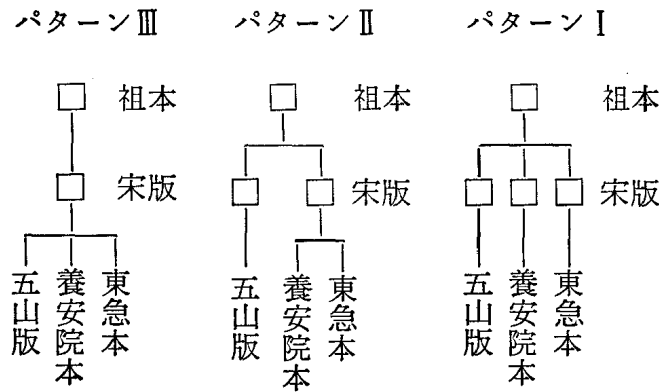 パターンⅢ
パターンⅡ
パターンⅠ
祖本
祖本
祖本
宋版
宋版
宋版
五山版
養安院本
東急本
五山版
養安院本
東急本
五山版
養安院本
東急本